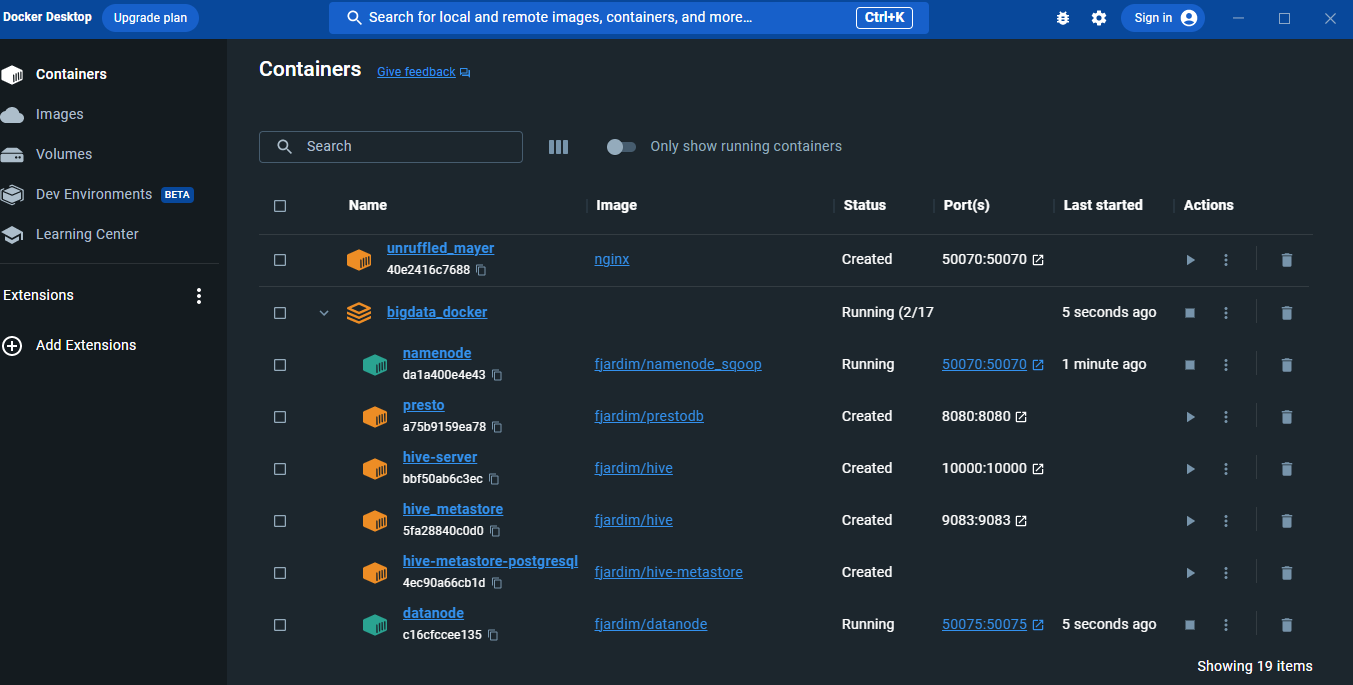 Docker Desktop Upgrade plan Search for local and remote images, containers, and more... Ctrl+K Sign in
Containers
Images
Volumes
Dev Environments BETA
Learning Center
Extensions
Add Extensions
Containers Give feedback
Search Only show running containers
Name Image Status Port(s) Last started Actions
unruffled_mayer nginx Created 50070:50070
40e2416c7688
bigdata_docker Running (2/17 5 seconds ago
namenode fjardim/namenode_sqoop Running 50070:50070 1 minute ago
da1a400e4e43
presto fjardim/prestodb Created 8080:8080
a75b9159ea78
hive-server fjardim/hive Created 10000:10000
bbf50ab6c3ec
hive_metastore fjardim/hive Created 9083:9083
5fa28840c0d0
hive-metastore-postgresql fjardim/hive-metastore Created
4ec90a66cb1d
datanode fjardim/datanode Running 50075:50075 5 seconds ago
c16cfccee135
Showing 19 items